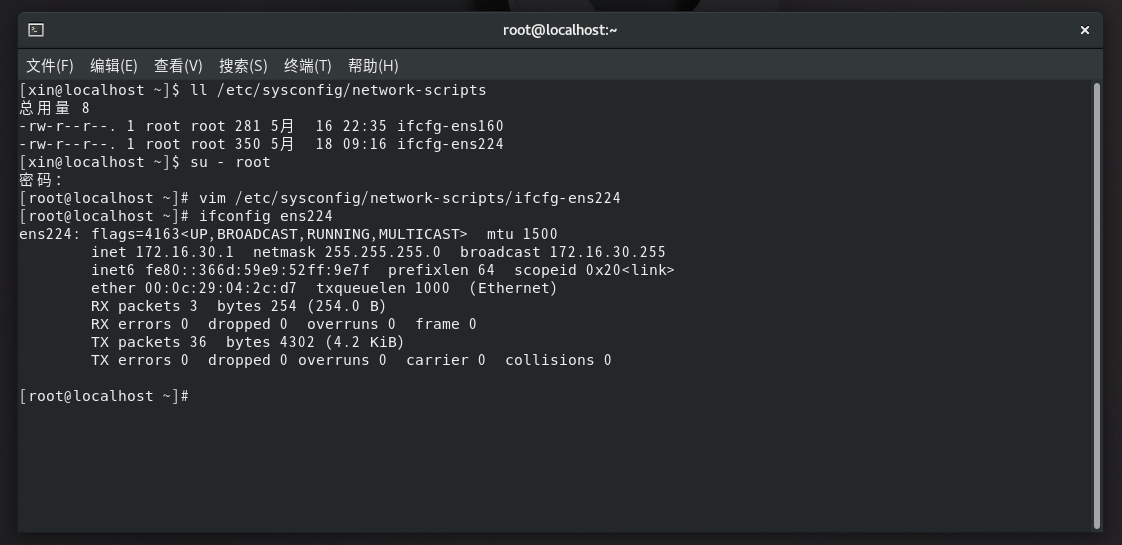 root@localhost:~
文件(F) 编辑(E) 查看(V) 搜索(S) 终端(T) 帮助(H)
[xin@localhost ~]$ ll /etc/sysconfig/network-scripts
总用量 8
-rw-r--r--. 1 root root 281 5月  16 22:35 ifcfg-ens160
-rw-r--r--. 1 root root 350 5月  18 09:16 ifcfg-ens224
[xin@localhost ~]$ su - root
密码：
[root@localhost ~]# vim /etc/sysconfig/network-scripts/ifcfg-ens224
[root@localhost ~]# ifconfig ens224
ens224: flags=4163<UP,BROADCAST,RUNNING,MULTICAST>  mtu 1500
        inet 172.16.30.1  netmask 255.255.255.0  broadcast 172.16.30.255
        inet6 fe80::366d:59e9:52ff:9e7f  prefixlen 64  scopeid 0x20<link>
        ether 00:0c:29:04:2c:d7  txqueuelen 1000  (Ethernet)
        RX packets 3  bytes 254 (254.0 B)
        RX errors 0  dropped 0  overruns 0  frame 0
        TX packets 36  bytes 4302 (4.2 KiB)
        TX errors 0  dropped 0 overruns 0  carrier 0  collisions 0
[root@localhost ~]#